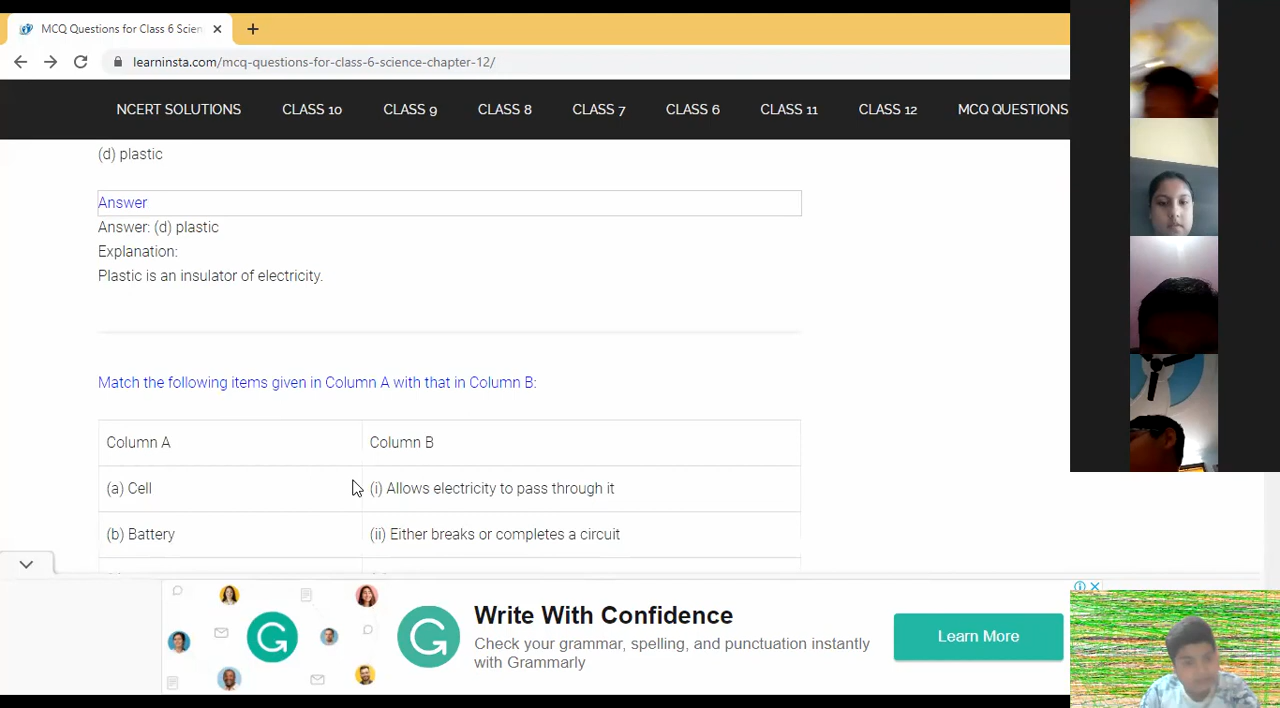 MCQ Questions for Class 6 Scien
learninsta.com/mcq-questions-for-class-6-science-chapter-12/
NCERT SOLUTIONS CLASS 10 CLASS 9 CLASS 8 CLASS 7 CLASS 6 CLASS 11 CLASS 12 MCQ QUESTIONS
(d) plastic
Answer
Answer: (d) plastic
Explanation:
Plastic is an insulator of electricity.
Match the following items given in Column A with that in Column B:
Column A Column B
(a) Cell (i) Allows electricity to pass through it
(b) Battery (ii) Either breaks or completes a circuit
Write With Confidence
Check your grammar, spelling, and punctuation instantly
with Grammarly
Learn More